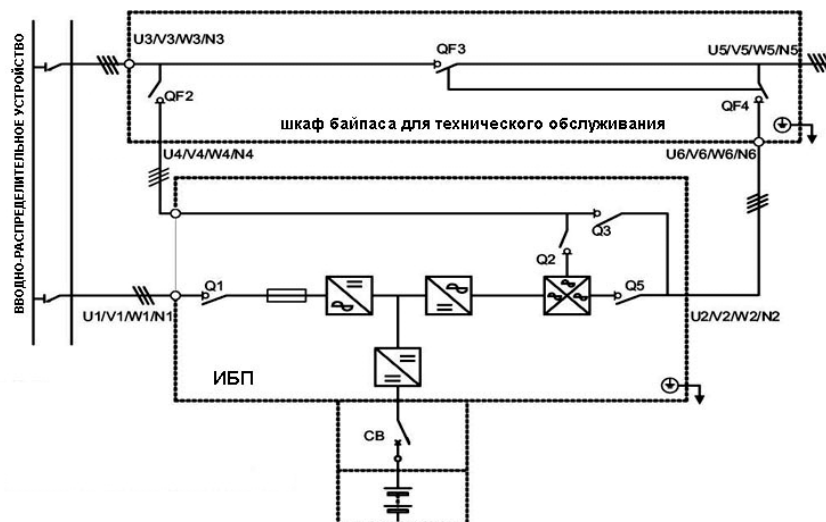 ВВОДНО-РАСПРЕДЕЛИТЕЛЬНОЕ УСТРОЙСТВО
U3/V3/W3/N3
QF3
U5/V5/W5/N5
QF2
QF4
шкаф байпаса для технического обслуживания
U4/V4/W4/N4
U6/V6/W6/N6
Q3
Q2
Q1
Q5
U1/V1/W1/N1
U2/V2/W2/N2
ИБП
CB